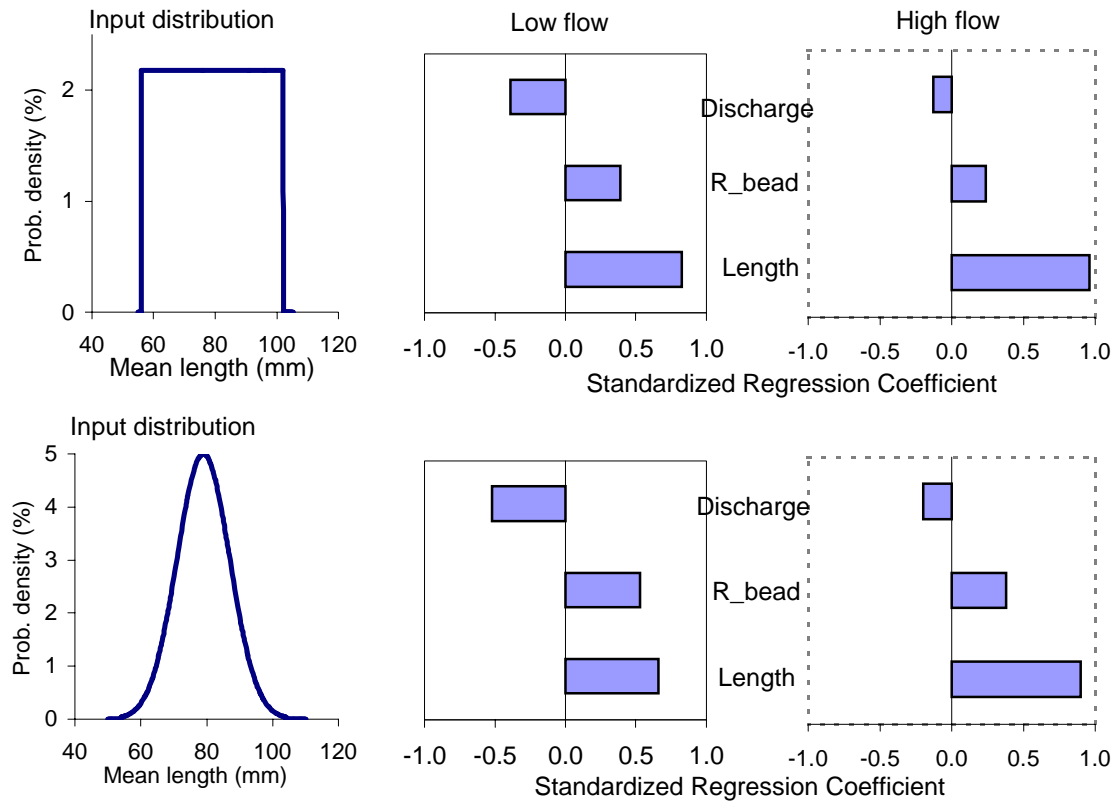 Input distribution
Low flow
High flow
Prob. density (%)
2
1
0
40 60 80 100 120
Mean length (mm)
Discharge
R_bead
Length
-1.0 -0.5 0.0 0.5 1.0
-1.0 -0.5 0.0 0.5 1.0
Standardized Regression Coefficient
Input distribution
Prob. density (%)
5
4
3
2
1
0
40 60 80 100 120
Mean length (mm)
Discharge
R_bead
Length
-1.0 -0.5 0.0 0.5 1.0
-1.0 -0.5 0.0 0.5 1.0
Standardized Regression Coefficient